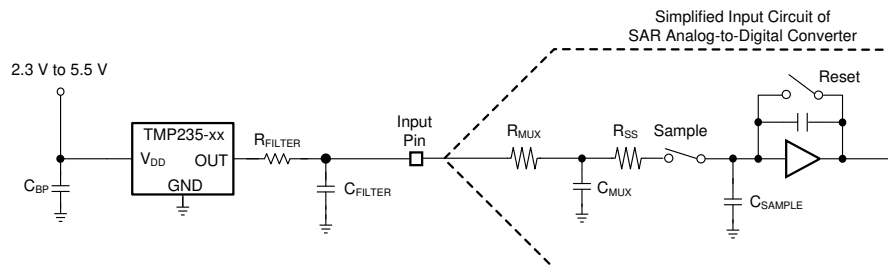 Simplified Input Circuit of
SAR Analog-to-Digital Converter
2.3 V to 5.5 V
Reset
TMP235-xx
RFILTER
Input
Pin
RMUX
RSS
Sample
VDD
OUT
GND
CBP
CFILTER
CMUX
CSAMPLE